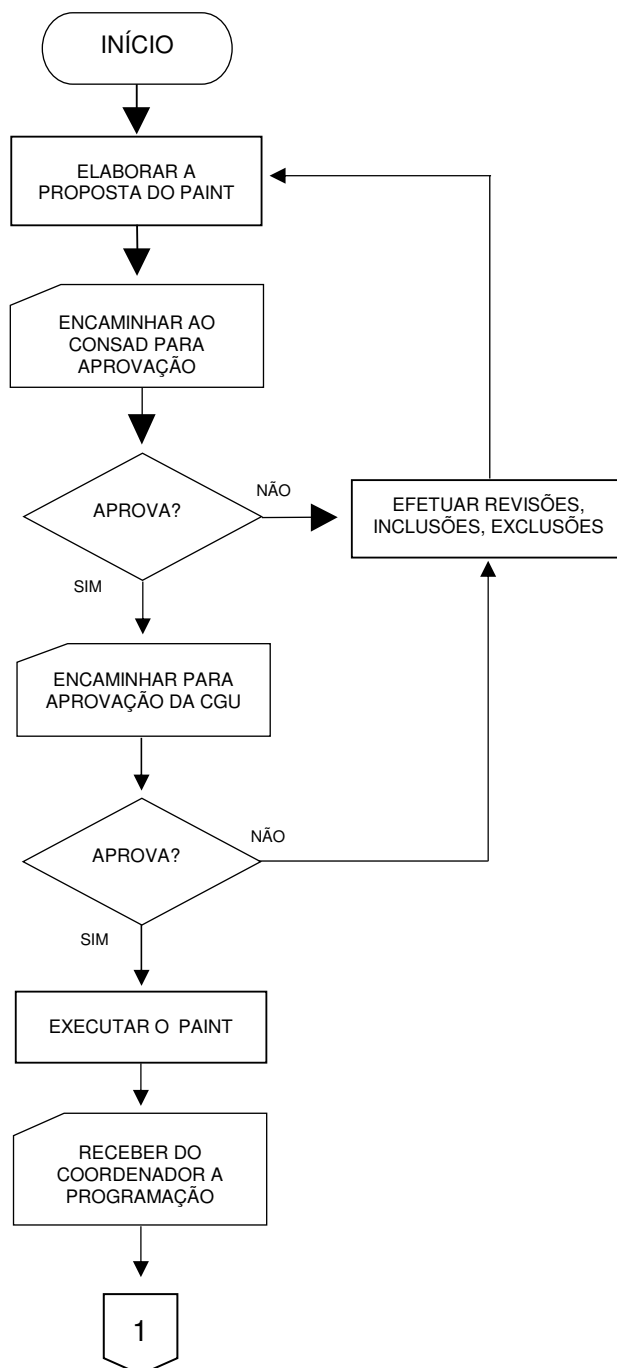 INÍCIO
ELABORAR A
PROPOSTA DO PAINT
ENCAMINHAR AO
CONSAD PARA
APROVAÇÃO
APROVA?
NÃO
EFETUAR REVISÕES,
INCLUSÕES, EXCLUSÕES
SIM
ENCAMINHAR PARA
APROVAÇÃO DA CGU
APROVA?
NÃO
SIM
EXECUTAR O PAINT
RECEBER DO
COORDENADOR A
PROGRAMAÇÃO
1